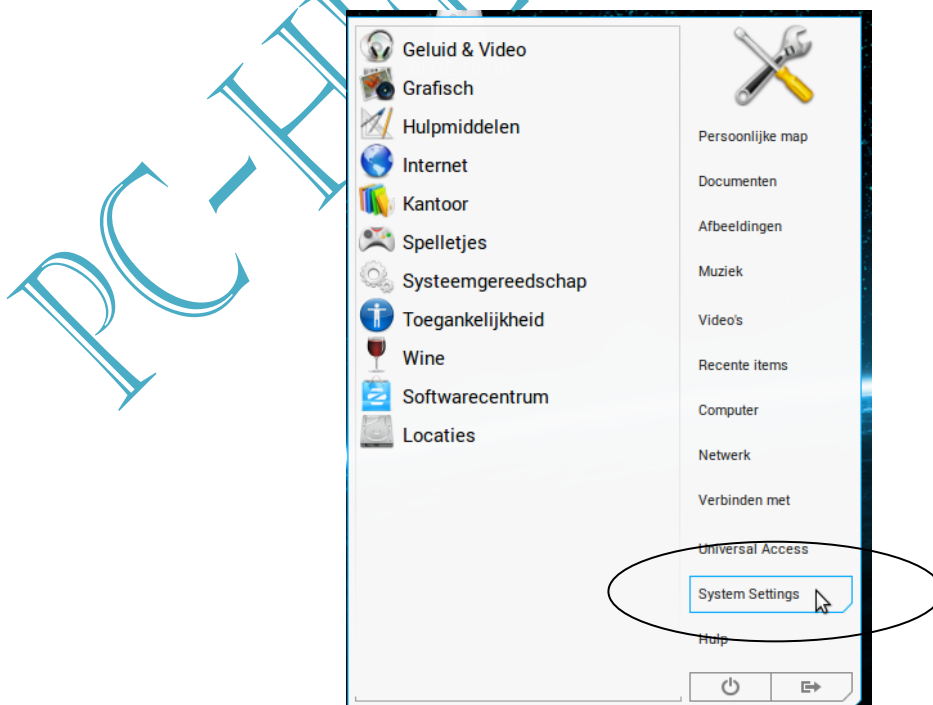 PC-H
Geluid & Video
Grafisch
Hulpmiddelen
Internet
Kantoor
Spelletjes
Systeemgereedschap
Toegankelijkheid
Wine
Softwarecentrum
Locaties
Persoonlijke map
Documenten
Afbeeldingen
Muziek
Video's
Recente items
Computer
Netwerk
Verbinden met
Universal Access
System Settings
Hulp